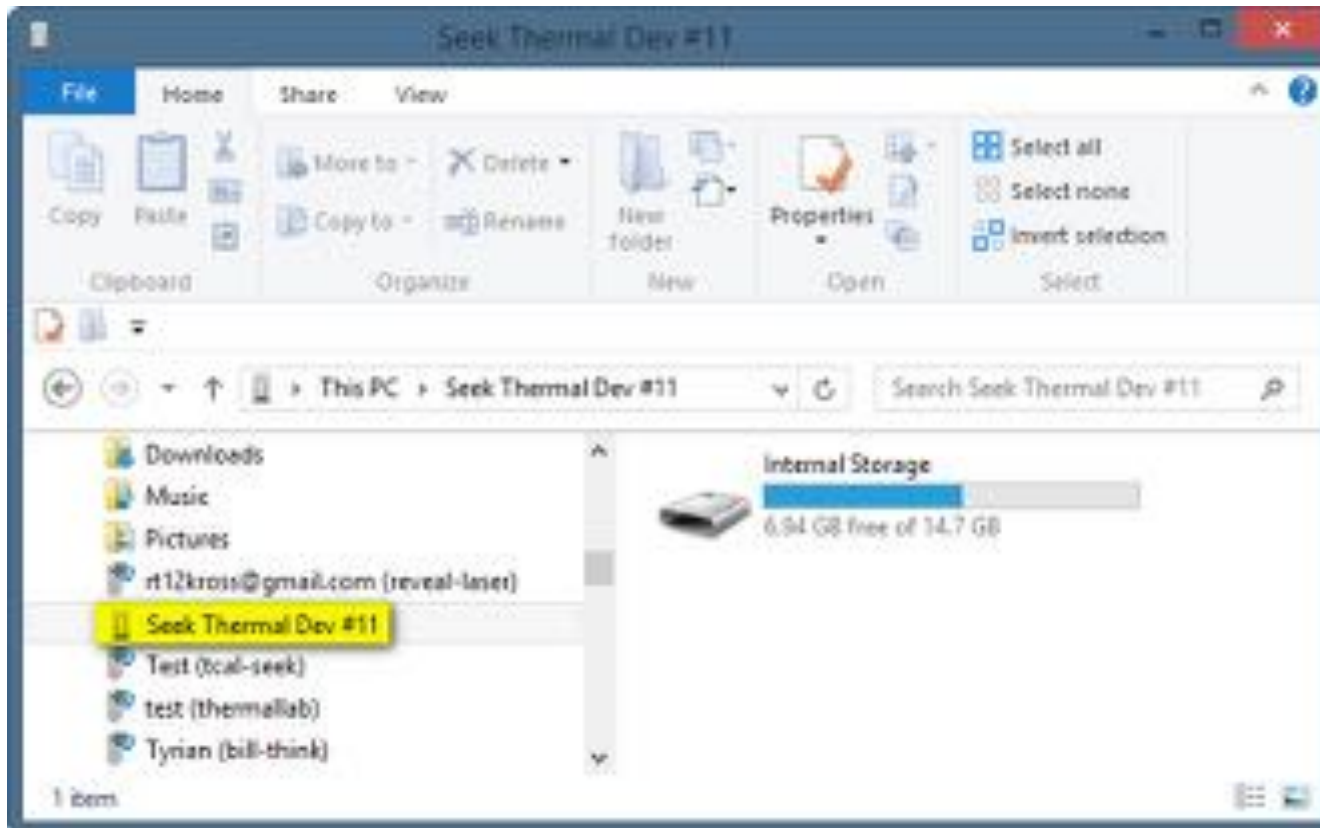 Seek Thermal Dev #11
File Home Share View
Copy Paste
Move to Delete
Copy to Rename
New folder
Properties
Select all
Select none
Invert selection
Clipboard Organize New Open Select
This PC Seek Thermal Dev #11
Search Seek Thermal Dev #11
Downloads
Music
Pictures
rt12kross@gmail.com (reveal-laser)
Seek Thermal Dev #11
Test (tcal-seek)
test (thermallab)
Tyrian (bill-think)
Internal Storage
6.94 GB free of 14.7 GB
1 item